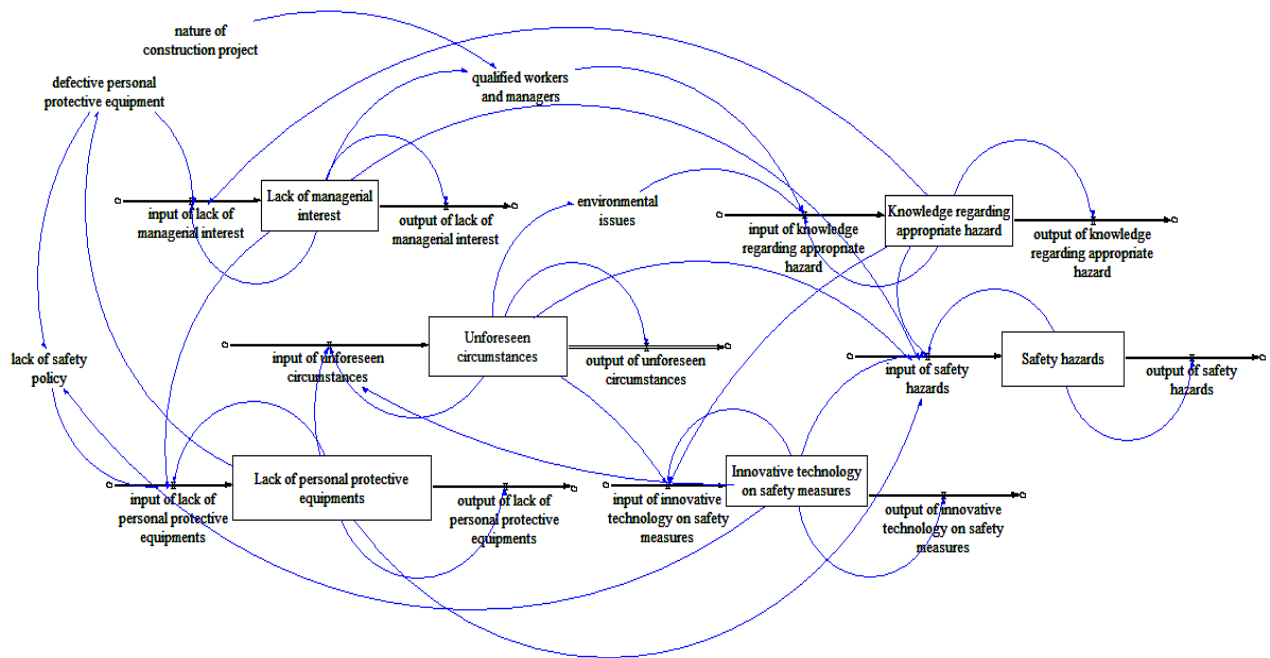 nature of
construction project
defective personal
protective equipment
qualified workers
and managers
Lack of managerial
interest
input of lack of
managerial interest
output of lack of
managerial interest
environmental
issues
Knowledge regarding
appropriate hazard
input of knowledge
regarding appropriate
hazard
output of knowledge
regarding appropriate
hazard
lack of safety
policy
Unforeseen
circumstances
input of unforeseen
circumstances
output of unforeseen
circumstances
Safety hazards
input of safety
hazards
output of safety
hazards
Lack of personal protective
equipments
input of lack of
personal protective
equipments
output of lack of
personal protective
equipments
Innovative technology
on safety measures
input of innovative
technology on safety
measures
output of innovative
technology on safety
measures